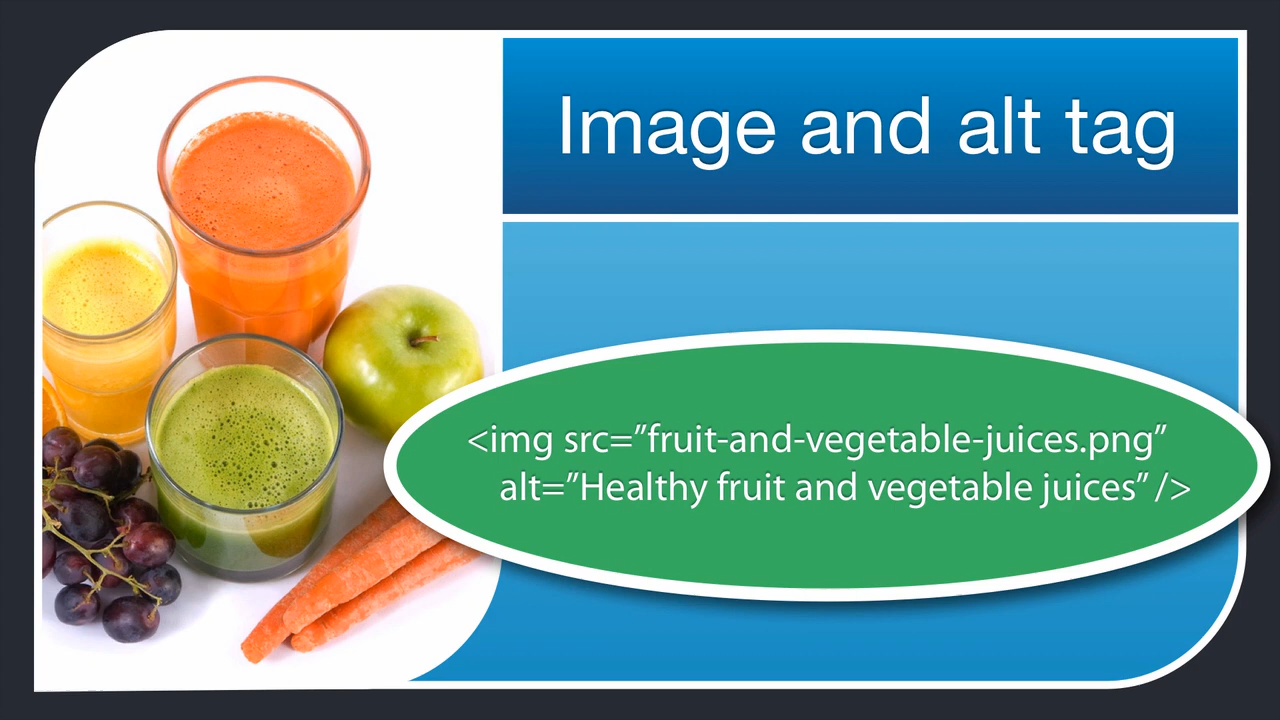 Image and alt tag
<img src=”fruit-and-vegetable-juices.png”
alt=”Healthy fruit and vegetable juices” />